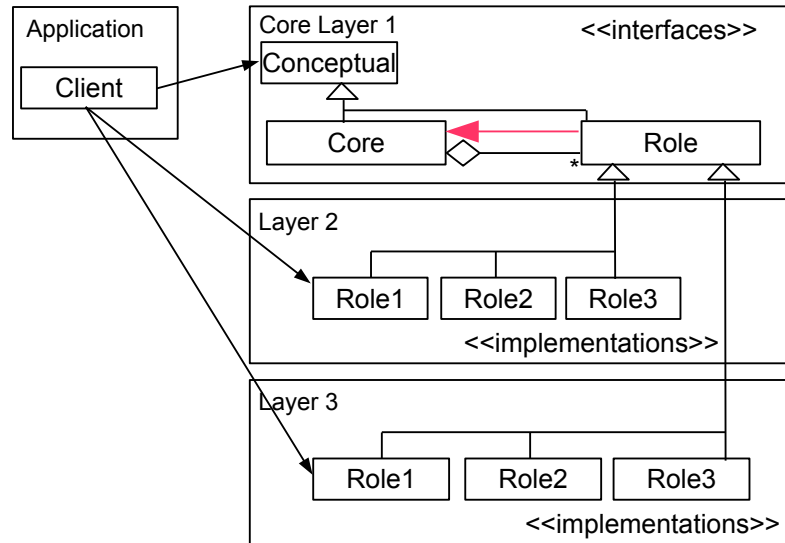 Application
Client
Core Layer 1
<<interfaces>>
Conceptual
Core
Role
*
Layer 2
Role1
Role2
Role3
<<implementations>>
Layer 3
Role1
Role2
Role3
<<implementations>>